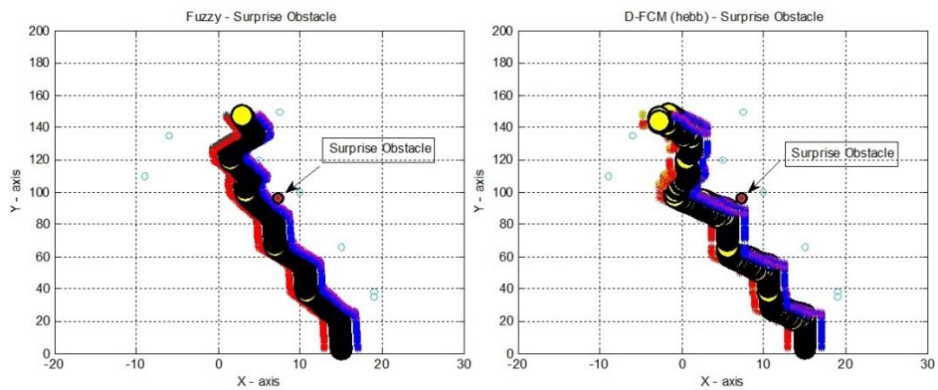 Fuzzy - Surprise Obstacle
200
180
160
140
120
100
80
60
40
20
0
Y - axis
Surprise Obstacle
-20 -10 0 10 20 30
X - axis
D-FCM (hebb) - Surprise Obstacle
200
180
160
140
120
100
80
60
40
20
0
Y - axis
Surprise Obstacle
-20 -10 0 10 20 30
X - axis